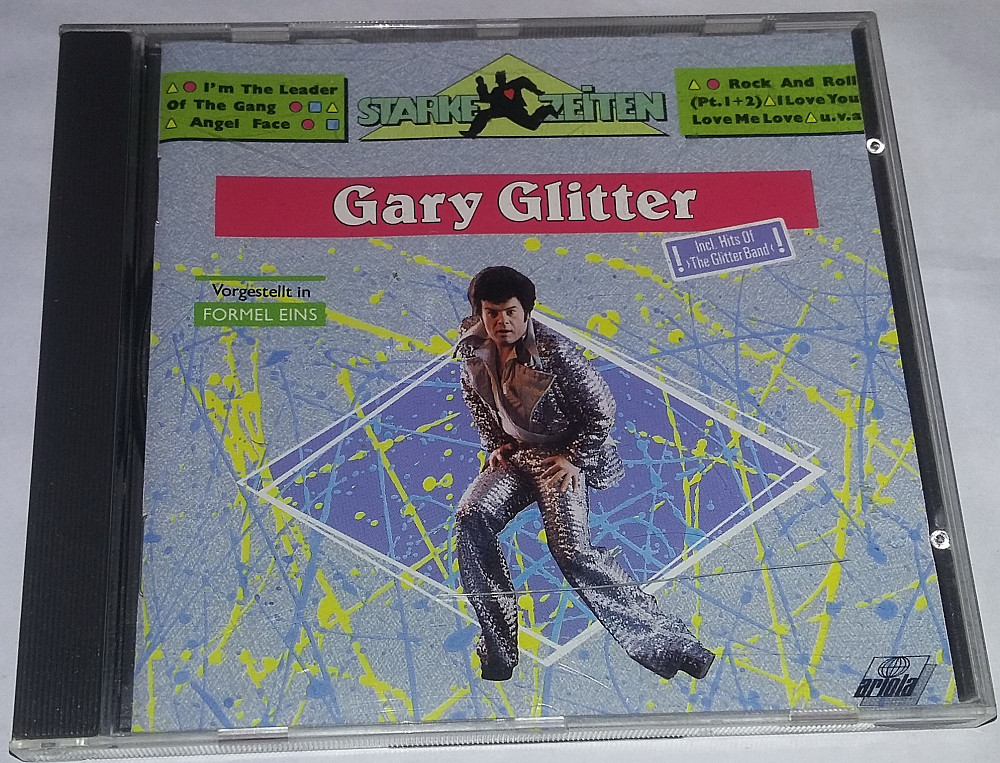 I'm The Leader
Of The Gang
Angel Face
STARKE ZEITEN
Rock And Roll
(Pt.1+2) I Love You
Love Me Love u.v.a
Gary Glitter
! Incl. Hits Of !
›The Glitter Band‹
Vorgestellt in
FORMEL EINS
ariola